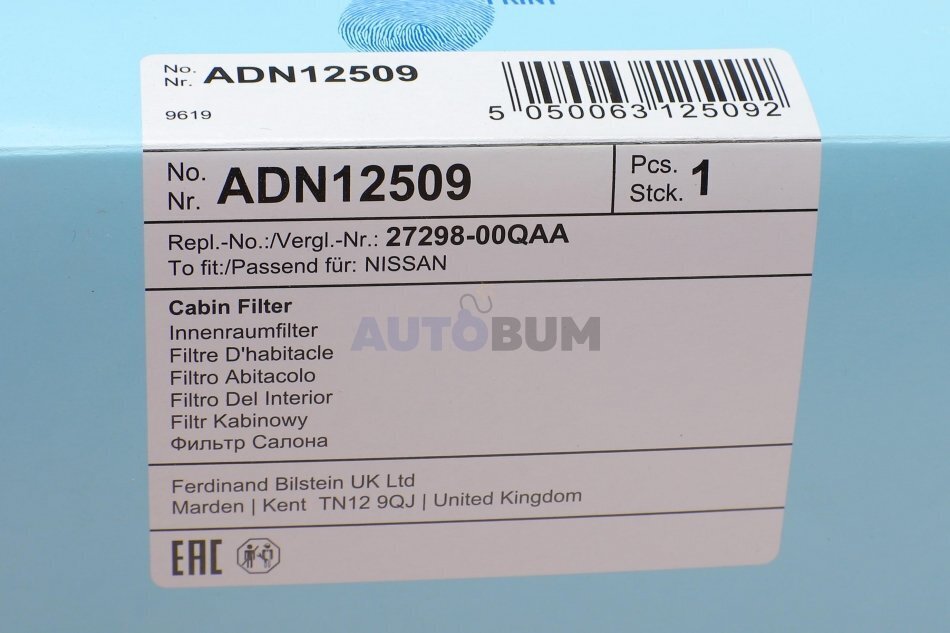 PRINT
No. ADN12509
Nr.
9619
5 050063 125092
No. ADN12509
Nr.
Pcs. 1
Stck.
Repl.-No.:/Vergl.-Nr.: 27298-00QAA
To fit:/Passend für: NISSAN
Cabin Filter
Innenraumfilter
Filtre D'habitacle
Filtro Abitacolo
Filtro Del Interior
Filtr Kabinowy
Фильтр Салона
AUTOBUM
Ferdinand Bilstein UK Ltd
Marden | Kent TN12 9QJ | United Kingdom
EAC